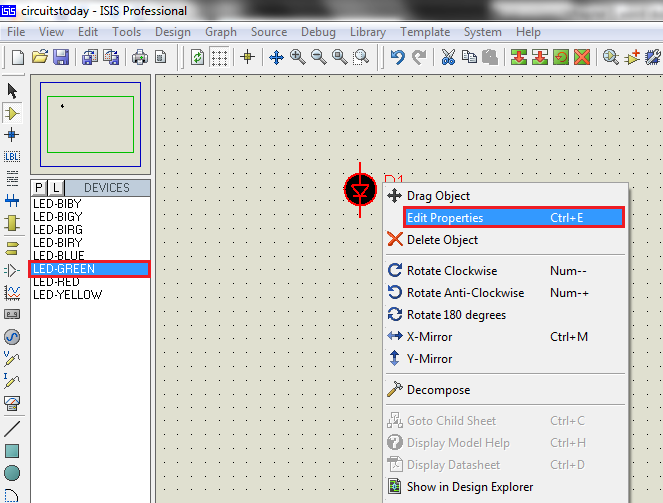 ISIS circuitstoday - ISIS Professional
File View Edit Tools Design Graph Source Debug Library Template System Help
LBL
P L DEVICES
LED-BIBY
LED-BIGY
LED-BIRG
LED-BIRY
LED-BLUE
LED-GREEN
LED-RED
LED-YELLOW
D1
Drag Object
Edit Properties Ctrl+E
Delete Object
Rotate Clockwise Num--
Rotate Anti-Clockwise Num-+
Rotate 180 degrees
X-Mirror Ctrl+M
Y-Mirror
Decompose
Goto Child Sheet Ctrl+C
Display Model Help Ctrl+H
Display Datasheet Ctrl+D
Show in Design Explorer